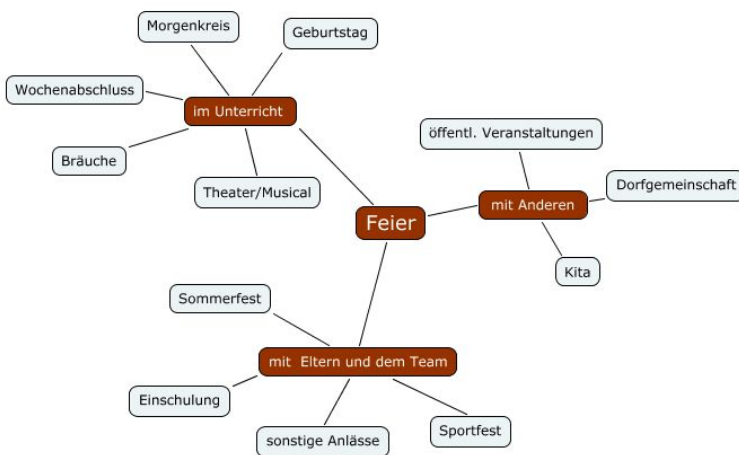 Morgenkreis
Geburtstag
Wochenabschluss
im Unterricht
Bräuche
Theater/Musical
öffentl. Veranstaltungen
Dorfgemeinschaft
mit Anderen
Feier
Kita
Sommerfest
mit Eltern und dem Team
Einschulung
sonstige Anlässe
Sportfest